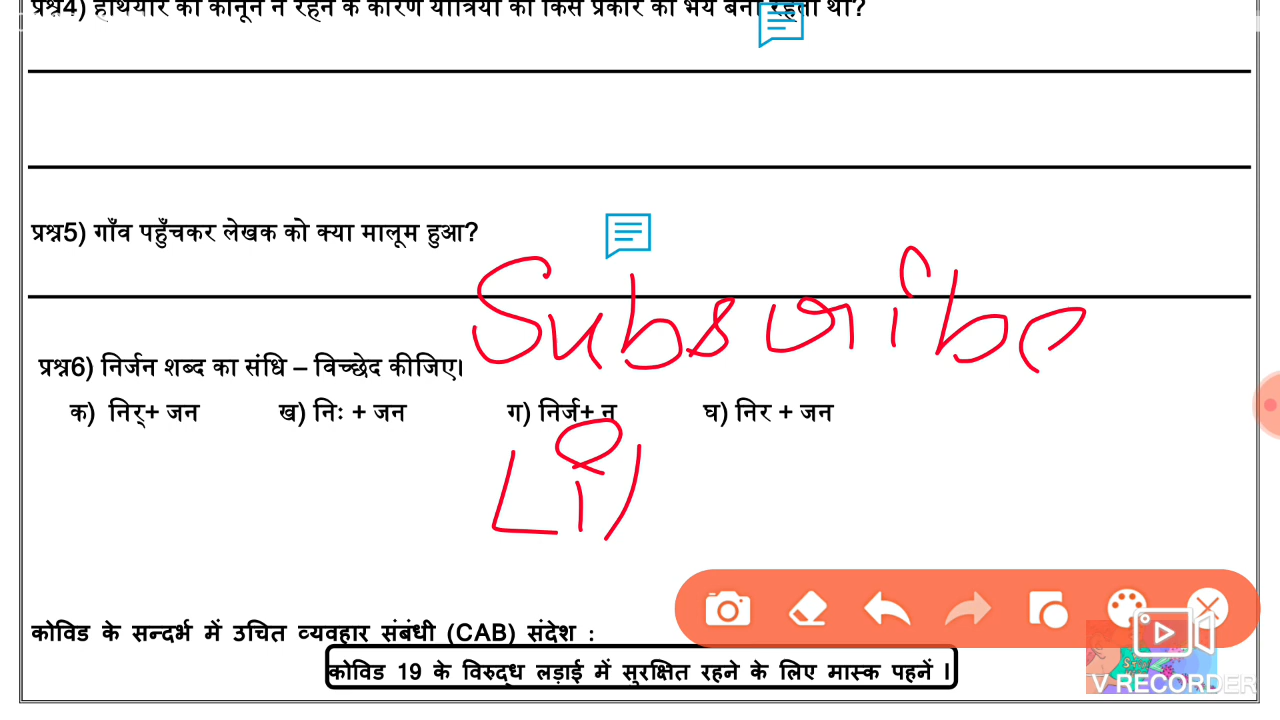 प्रश्न4) हथियार का कानून न रहने के कारण यात्रियों को किस प्रकार का भय बना रहता था?
प्रश्न5) गाँव पहुँचकर लेखक को क्या मालूम हुआ?
Subscribe
प्रश्न6) निर्जन शब्द का संधि – विच्छेद कीजिए।
क) निर्+ जन ख) निः + जन ग) निर्ज+ न घ) निर + जन
कोविड के सन्दर्भ में उचित व्यवहार संबंधी (CAB) संदेश :
कोविड 19 के विरुद्ध लड़ाई में सुरक्षित रहने के लिए मास्क पहनें ।
V RECORDER